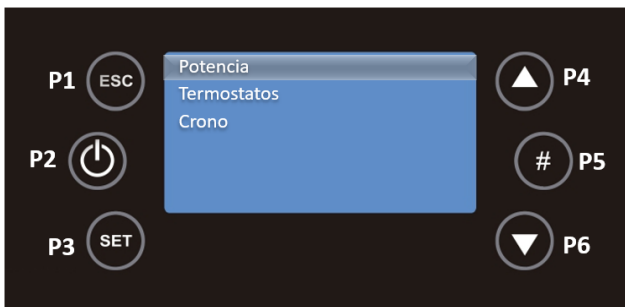 P1 ESC
P2
P3 SET
Potencia
Termostatos
Crono
P4
# P5
P6